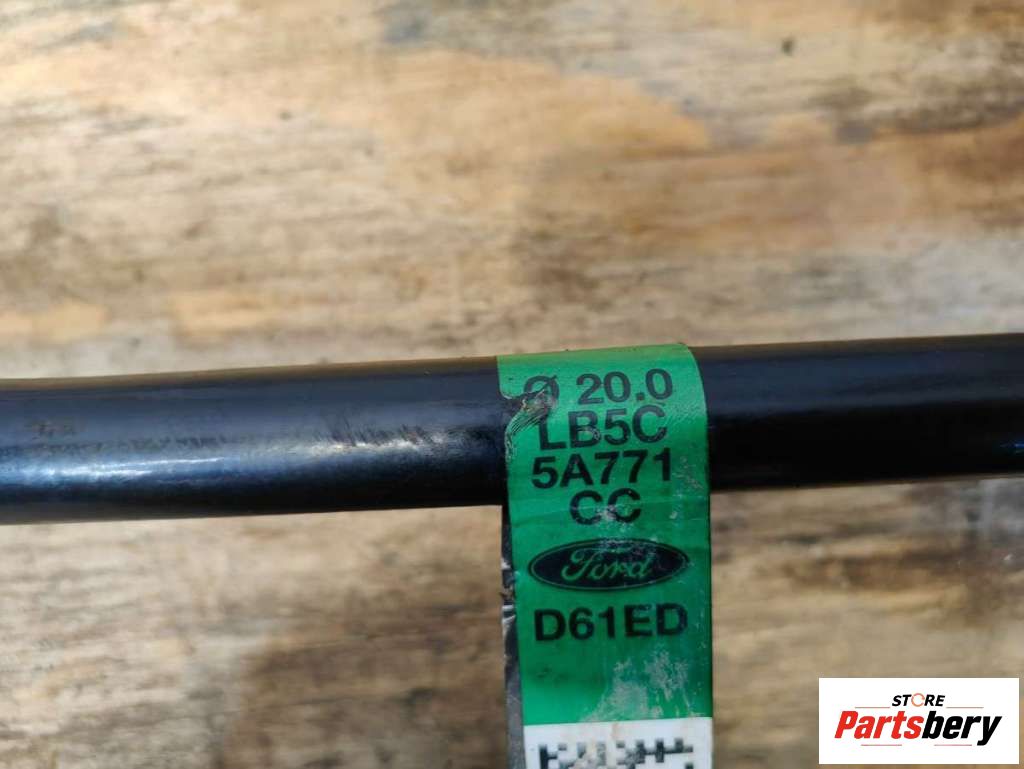 Ø 20.0
LB5C
5A771
CC
Ford
D61ED
STORE
Partsbery